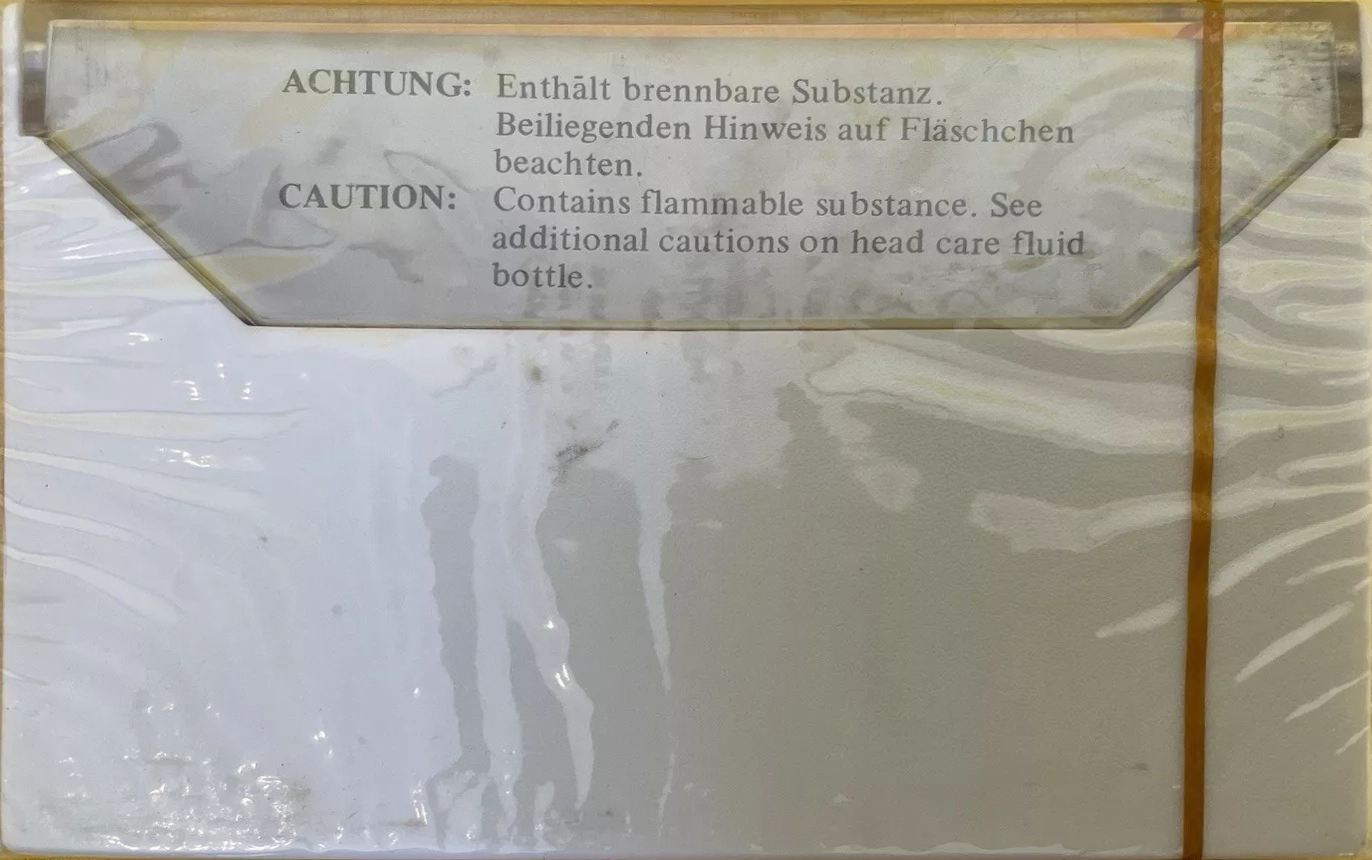 ACHTUNG: Enthält brennbare Substanz.
Beiliegenden Hinweis auf Fläschchen
beachten.
CAUTION: Contains flammable substance. See
additional cautions on head care fluid
bottle.